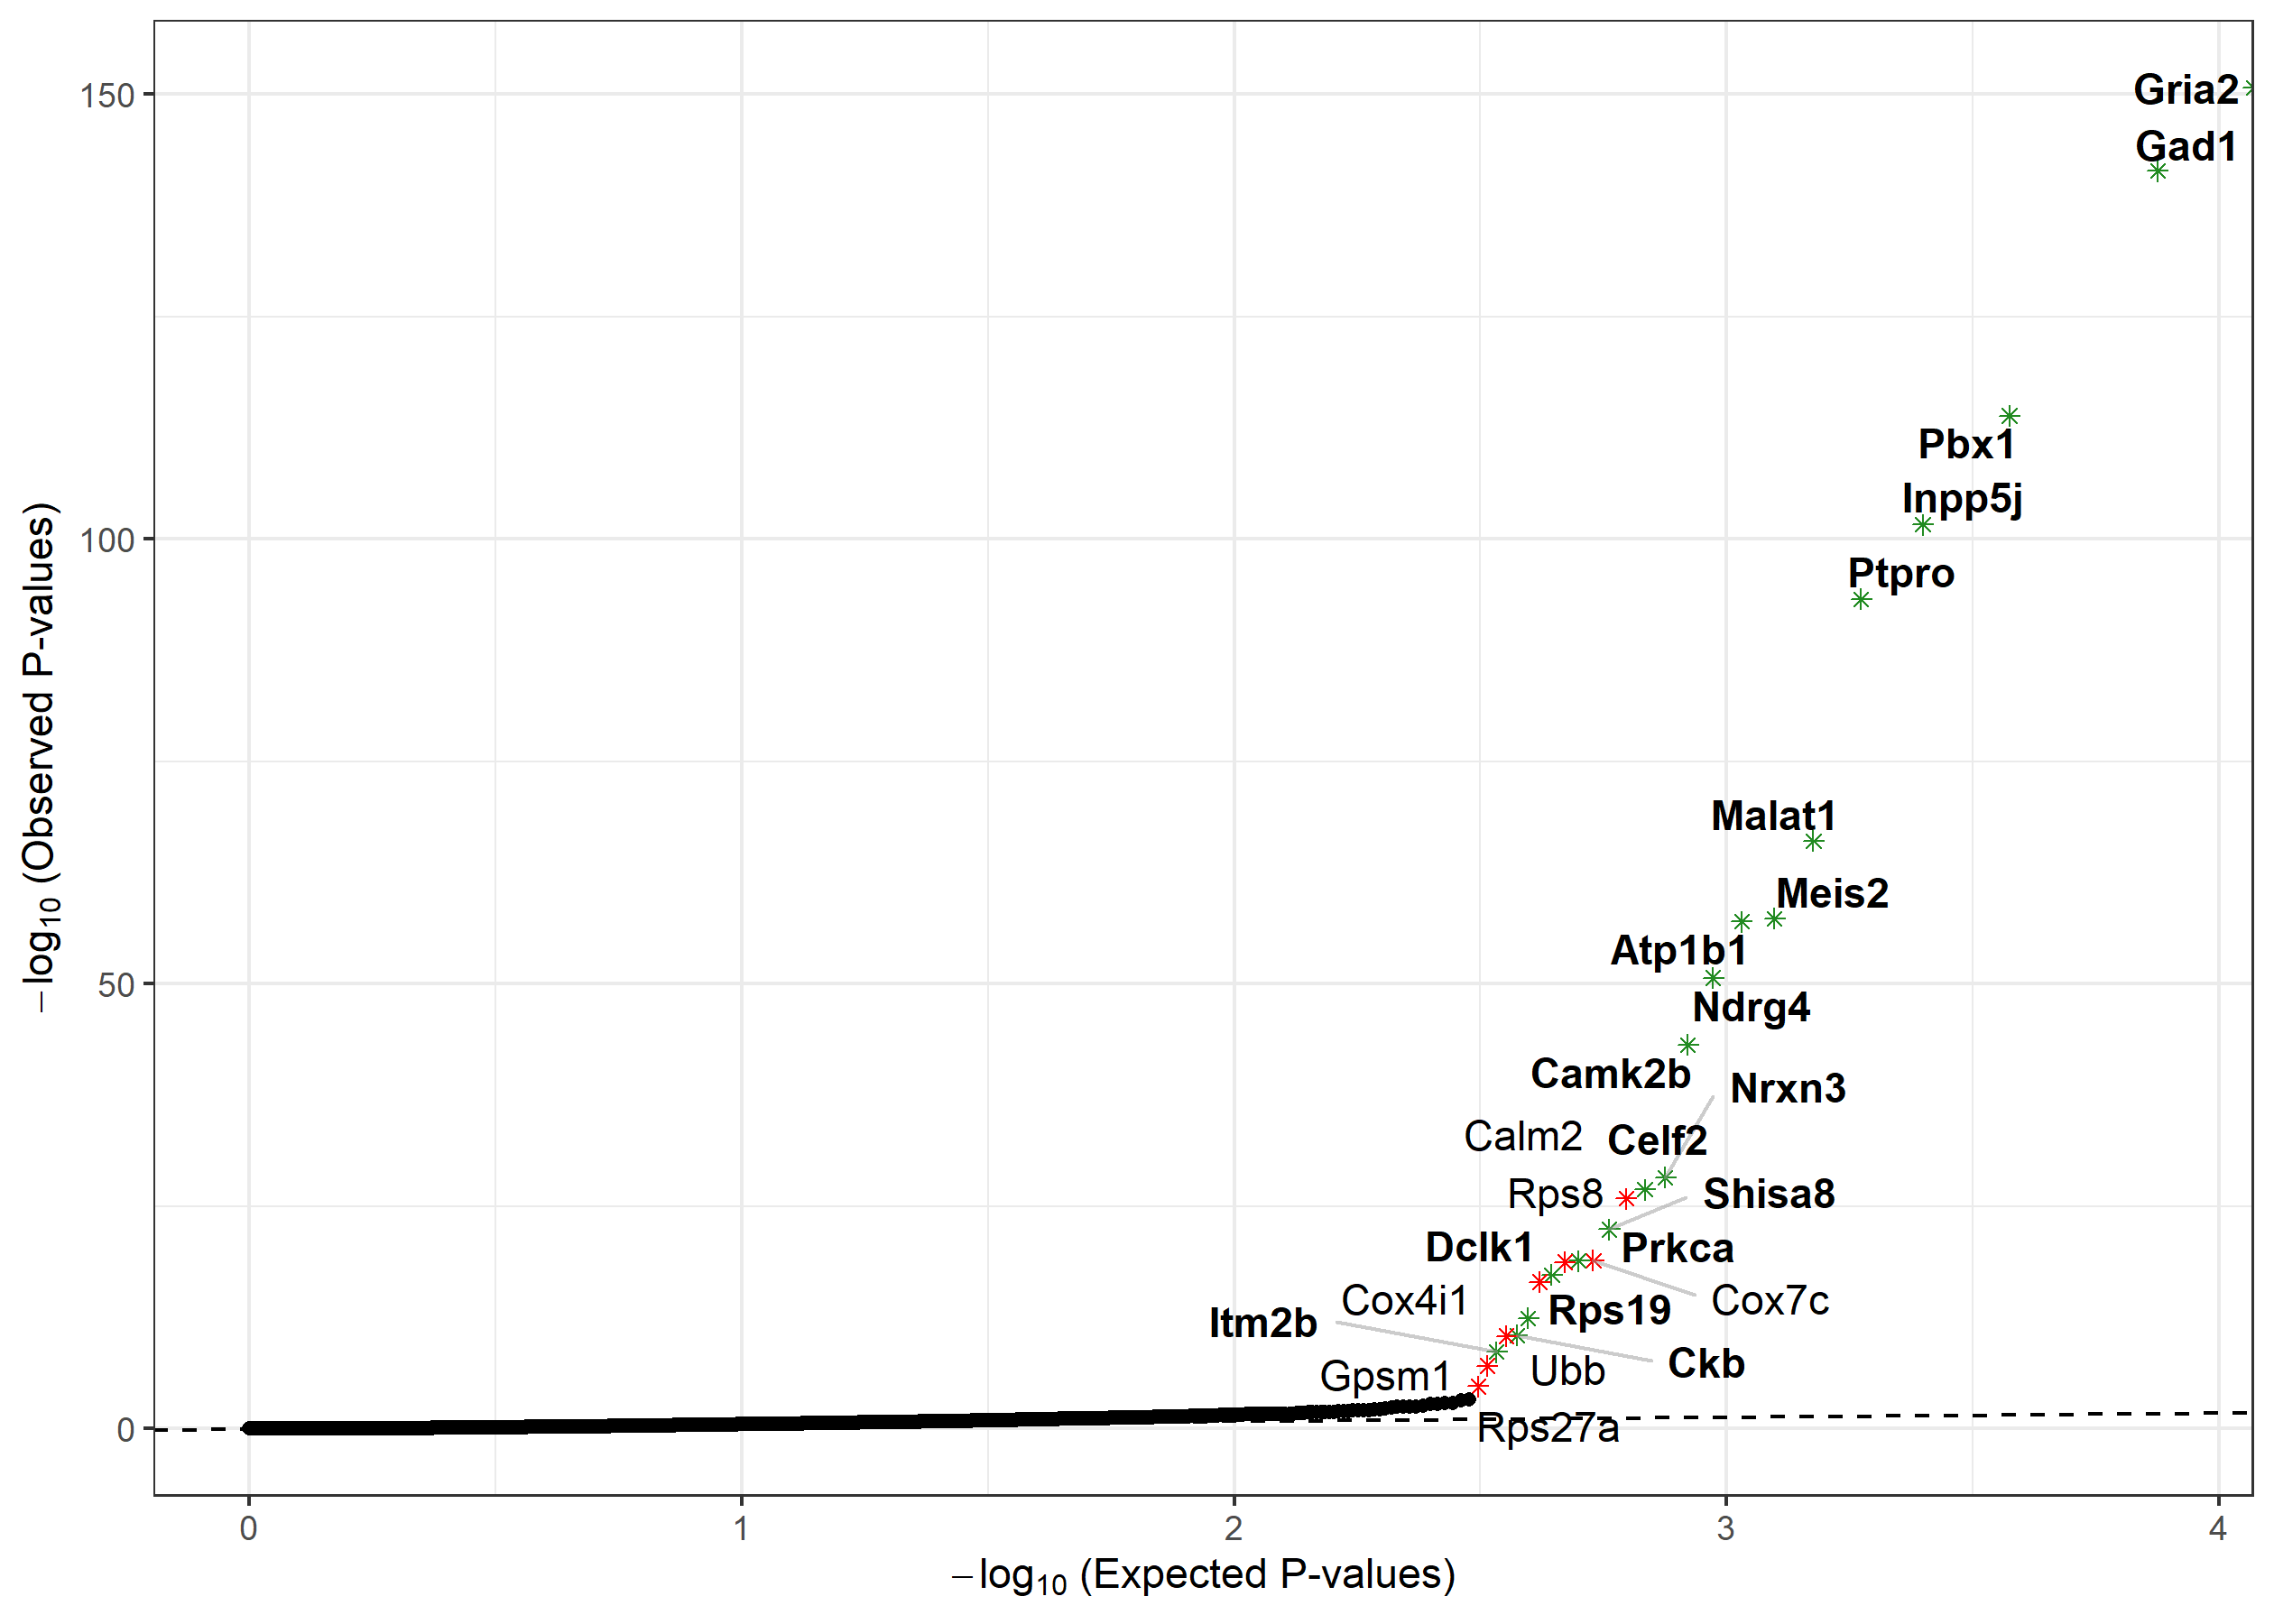 150
100
50
0
−log10 (Observed P-values)
Gria2
Gad1
Pbx1
Inpp5j
Ptpro
Malat1
Meis2
Atp1b1
Ndrg4
Camk2b
Nrxn3
Calm2
Celf2
Rps8
Shisa8
Dclk1
Prkca
Cox4i1
Cox7c
Itm2b
Rps19
Gpsm1
Ubb
Ckb
Rps27a
0 1 2 3 4
−log10 (Expected P-values)